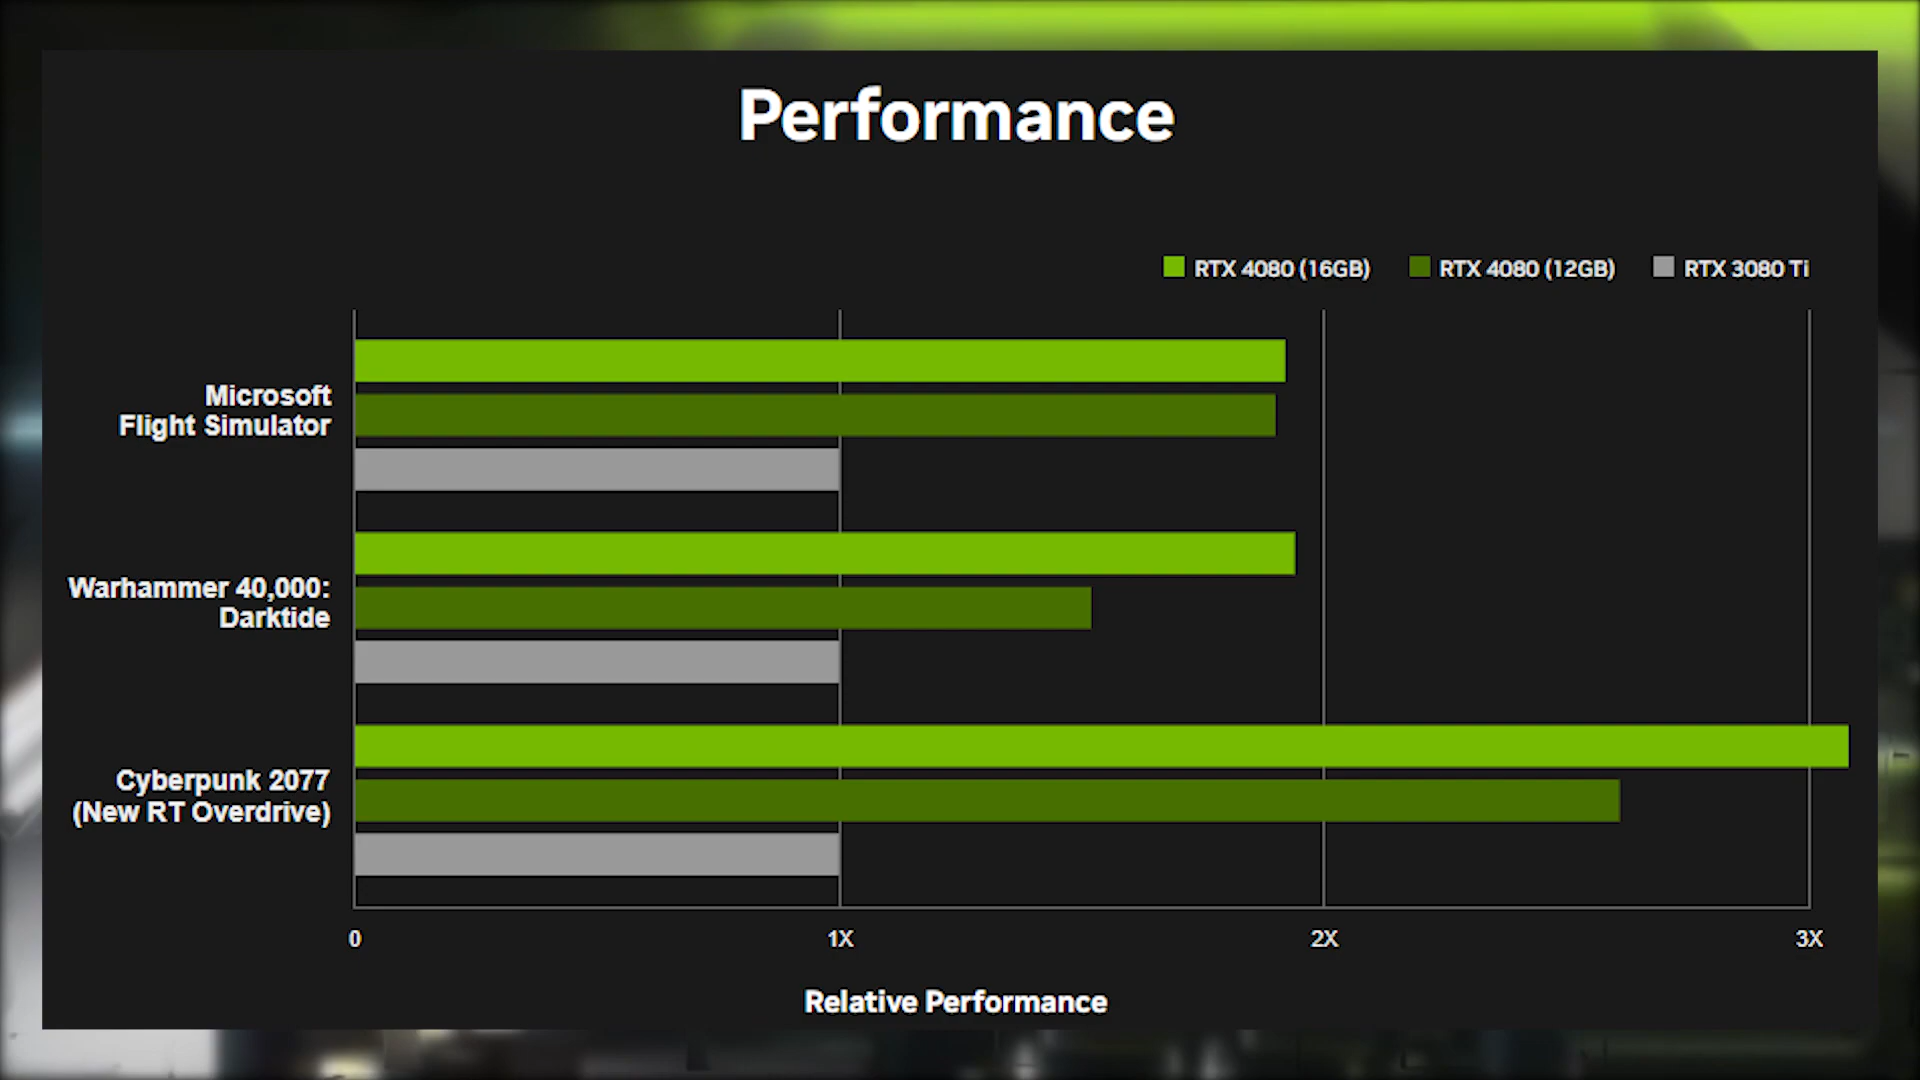 Performance
RTX 4080 (16GB) RTX 4080 (12GB) RTX 3080 Ti
Microsoft
Flight Simulator
Warhammer 40,000:
Darktide
Cyberpunk 2077
(New RT Overdrive)
0 1X 2X 3X
Relative Performance